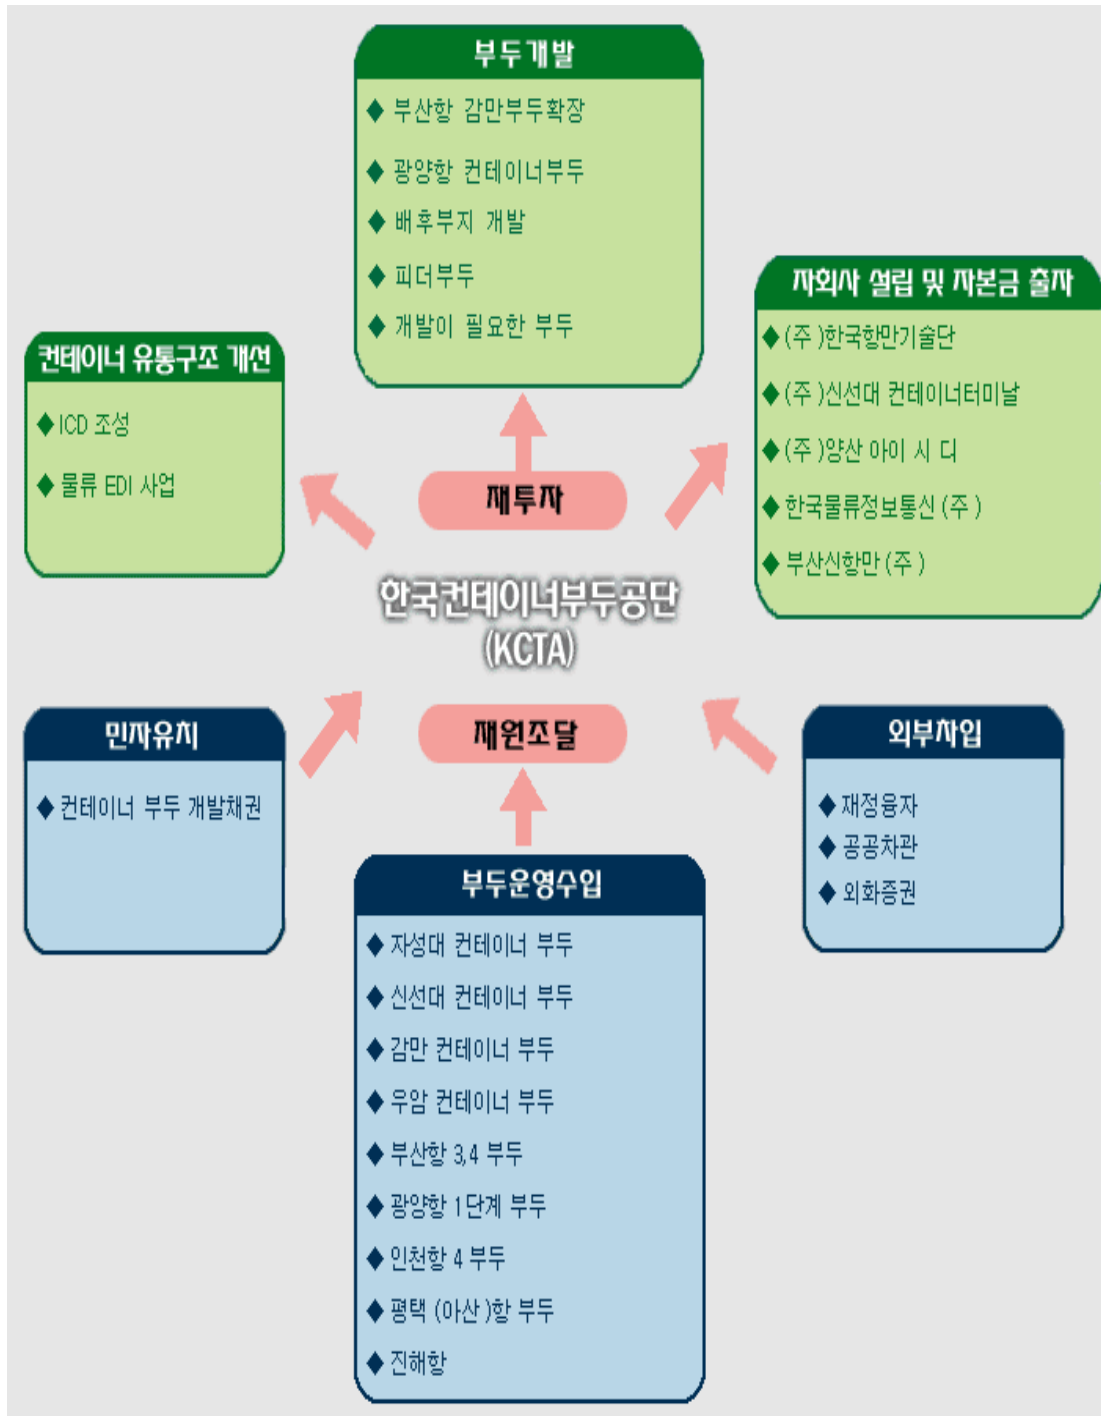 부두개발
◆ 부산항 감만부두확장
◆ 광양항 컨테이너부두
◆ 배후부지 개발
◆ 피더부두
◆ 개발이 필요한 부두
자회사 설립 및 자본금 출자
◆ (주)한국항만기술단
◆ (주)신선대 컨테이너터미날
◆ (주)양산 아이 시 디
◆ 한국물류정보통신(주)
◆ 부산신항만(주)
컨테이너 유통구조 개선
◆ ICD 조성
◆ 물류 EDI 사업
재투자
한국컨테이너부두공단
(KCTA)
재원조달
민자유치
◆ 컨테이너 부두 개발채권
외부차입
◆ 재정융자
◆ 공공차관
◆ 외화증권
부두운영수입
◆ 자성대 컨테이너 부두
◆ 신선대 컨테이너 부두
◆ 감만 컨테이너 부두
◆ 우암 컨테이너 부두
◆ 부산항 3,4 부두
◆ 광양항 1단계 부두
◆ 인천항 4 부두
◆ 평택 (아산)항 부두
◆ 진해항